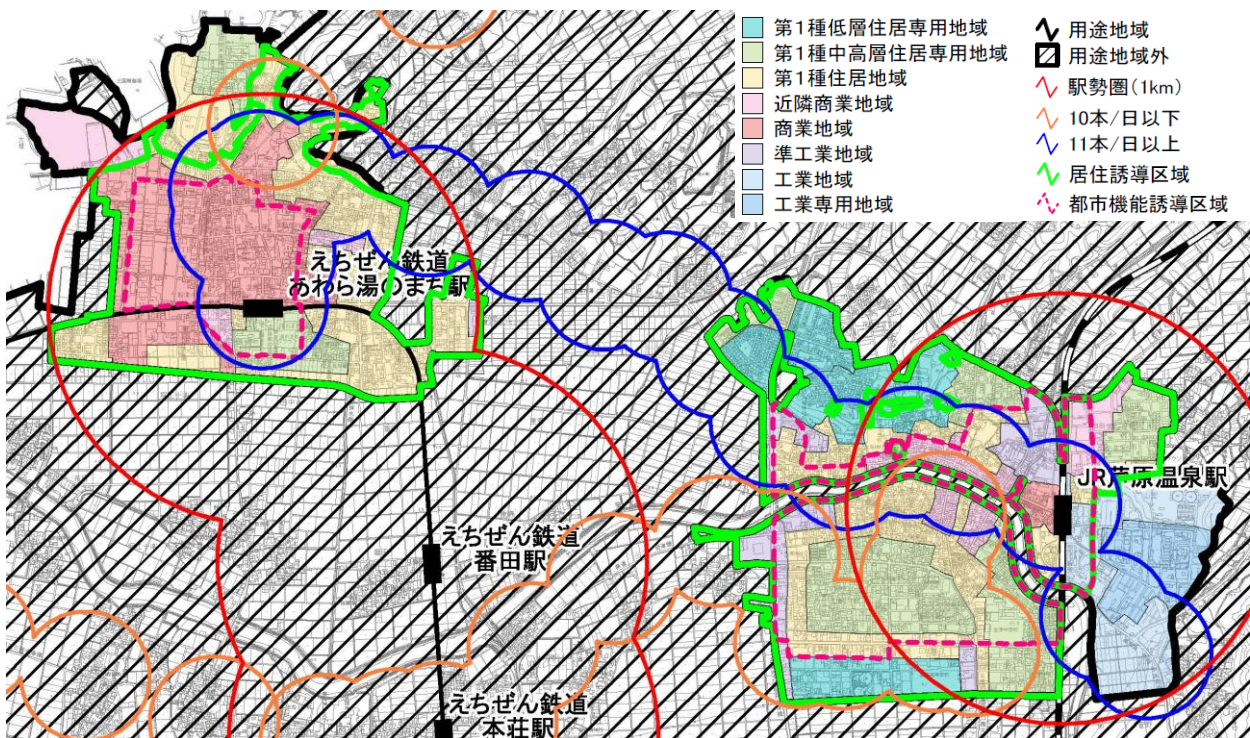 第1種低層住居専用地域
第1種中高層住居専用地域
第1種住居地域
近隣商業地域
商業地域
準工業地域
工業地域
工業専用地域
用途地域
用途地域外
駅勢圏(1km)
10本/日以下
11本/日以上
居住誘導区域
都市機能誘導区域
えちぜん鉄道
あわら湯のまち駅
JR芦原温泉駅
えちぜん鉄道
番田駅
えちぜん鉄道
本荘駅